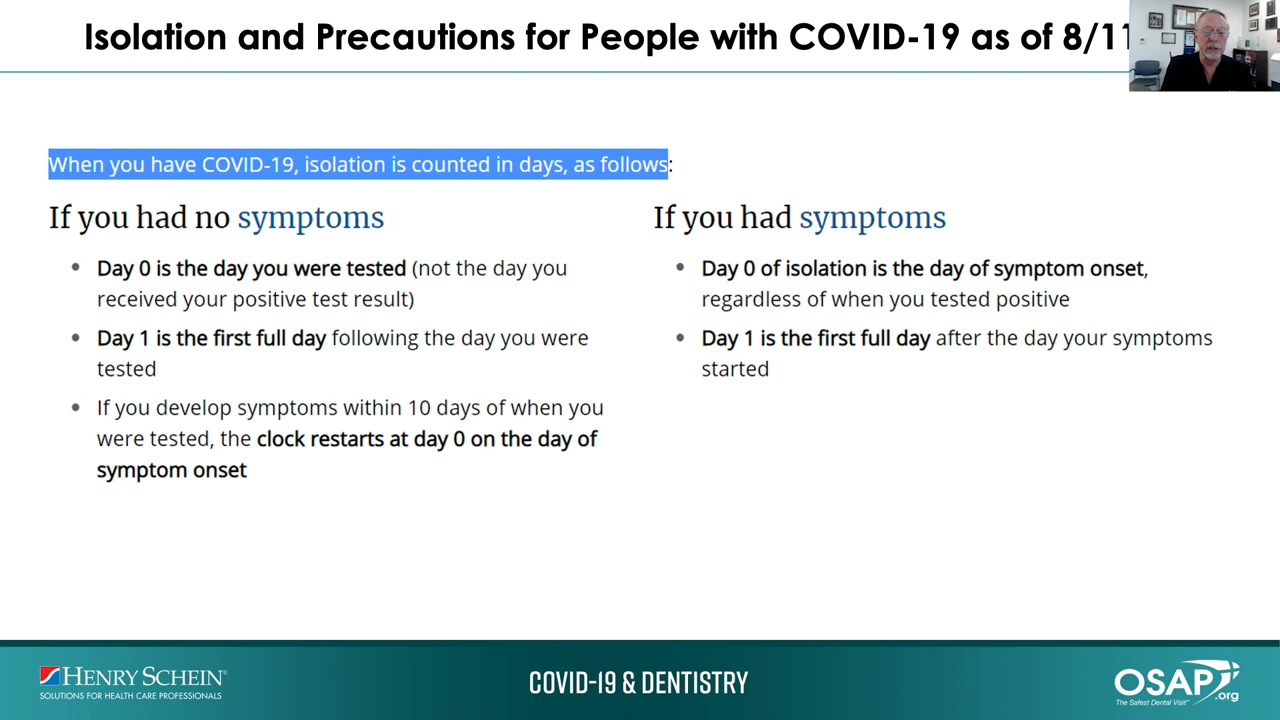 Isolation and Precautions for People with COVID-19 as of 8/11
When you have COVID-19, isolation is counted in days, as follows:
If you had no symptoms
• Day 0 is the day you were tested (not the day you
received your positive test result)
• Day 1 is the first full day following the day you were
tested
• If you develop symptoms within 10 days of when you
were tested, the clock restarts at day 0 on the day of
symptom onset
If you had symptoms
• Day 0 of isolation is the day of symptom onset,
regardless of when you tested positive
• Day 1 is the first full day after the day your symptoms
started
HENRY SCHEIN®
SOLUTIONS FOR HEALTH CARE PROFESSIONALS
COVID-19 & DENTISTRY
OSAP.org
The Safest Dental Visit™